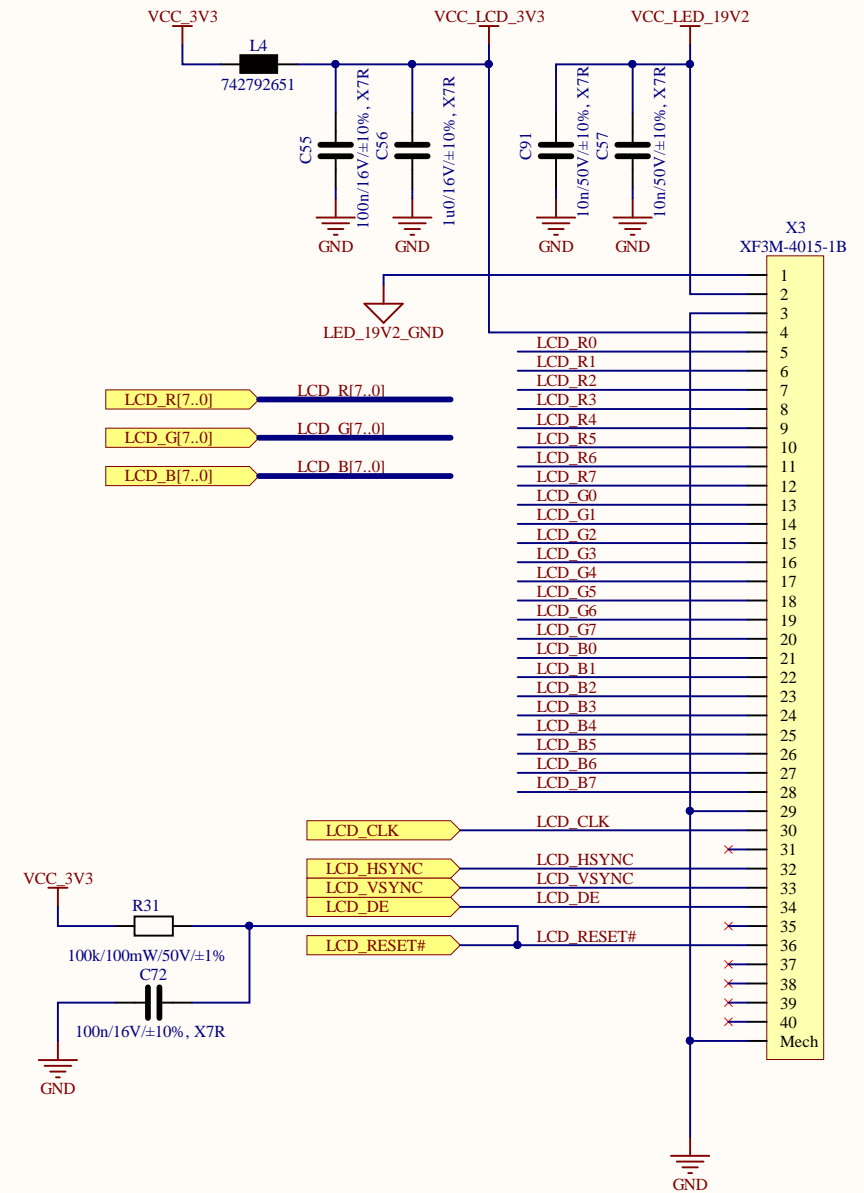 VCC_3V3
VCC_LCD_3V3
VCC_LED_19V2
L4
742792651
C55
100n/16V/±10%, X7R
C56
1u0/16V/±10%, X7R
C91
10n/50V/±10%, X7R
C57
10n/50V/±10%, X7R
GND
GND
GND
GND
X3
XF3M-4015-1B
LED_19V2_GND
1
2
3
4
LCD_R0 5
LCD_R1 6
LCD_R2 7
LCD_R3 8
LCD_R4 9
LCD_R5 10
LCD_R6 11
LCD_R7 12
LCD_G0 13
LCD_G1 14
LCD_G2 15
LCD_G3 16
LCD_G4 17
LCD_G5 18
LCD_G6 19
LCD_G7 20
LCD_B0 21
LCD_B1 22
LCD_B2 23
LCD_B3 24
LCD_B4 25
LCD_B5 26
LCD_B6 27
LCD_B7 28
29
LCD_R[7..0] LCD_R[7..0]
LCD_G[7..0] LCD_G[7..0]
LCD_B[7..0] LCD_B[7..0]
LCD_CLK LCD_CLK 30
31
LCD_HSYNC LCD_HSYNC 32
LCD_VSYNC LCD_VSYNC 33
LCD_DE LCD_DE 34
35
LCD_RESET# LCD_RESET# 36
37
38
39
40
Mech
VCC_3V3
R31
100k/100mW/50V/±1%
C72
100n/16V/±10%, X7R
GND
GND